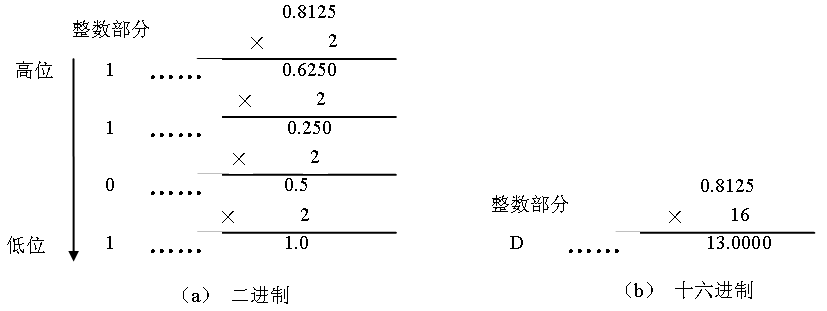 0.8125
整数部分
× 2
高位 1 …… 0.6250
× 2
1 …… 0.250
× 2
0 …… 0.5
× 2
低位 1 …… 1.0
（a） 二进制
0.8125
整数部分
× 16
D …… 13.0000
（b） 十六进制